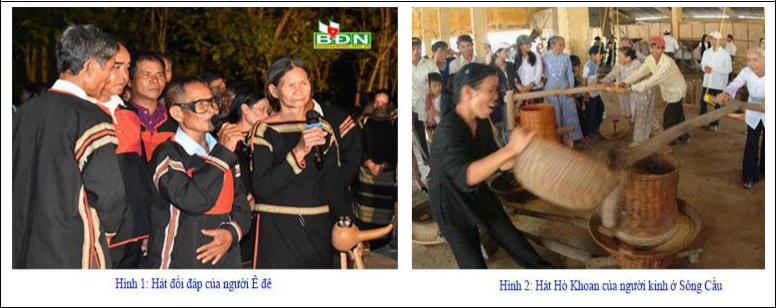 BĐN
Hình 1: Hát đối đáp của người Ê đê
Hình 2: Hát Hò Khoan của người kinh ở Sông Cầu